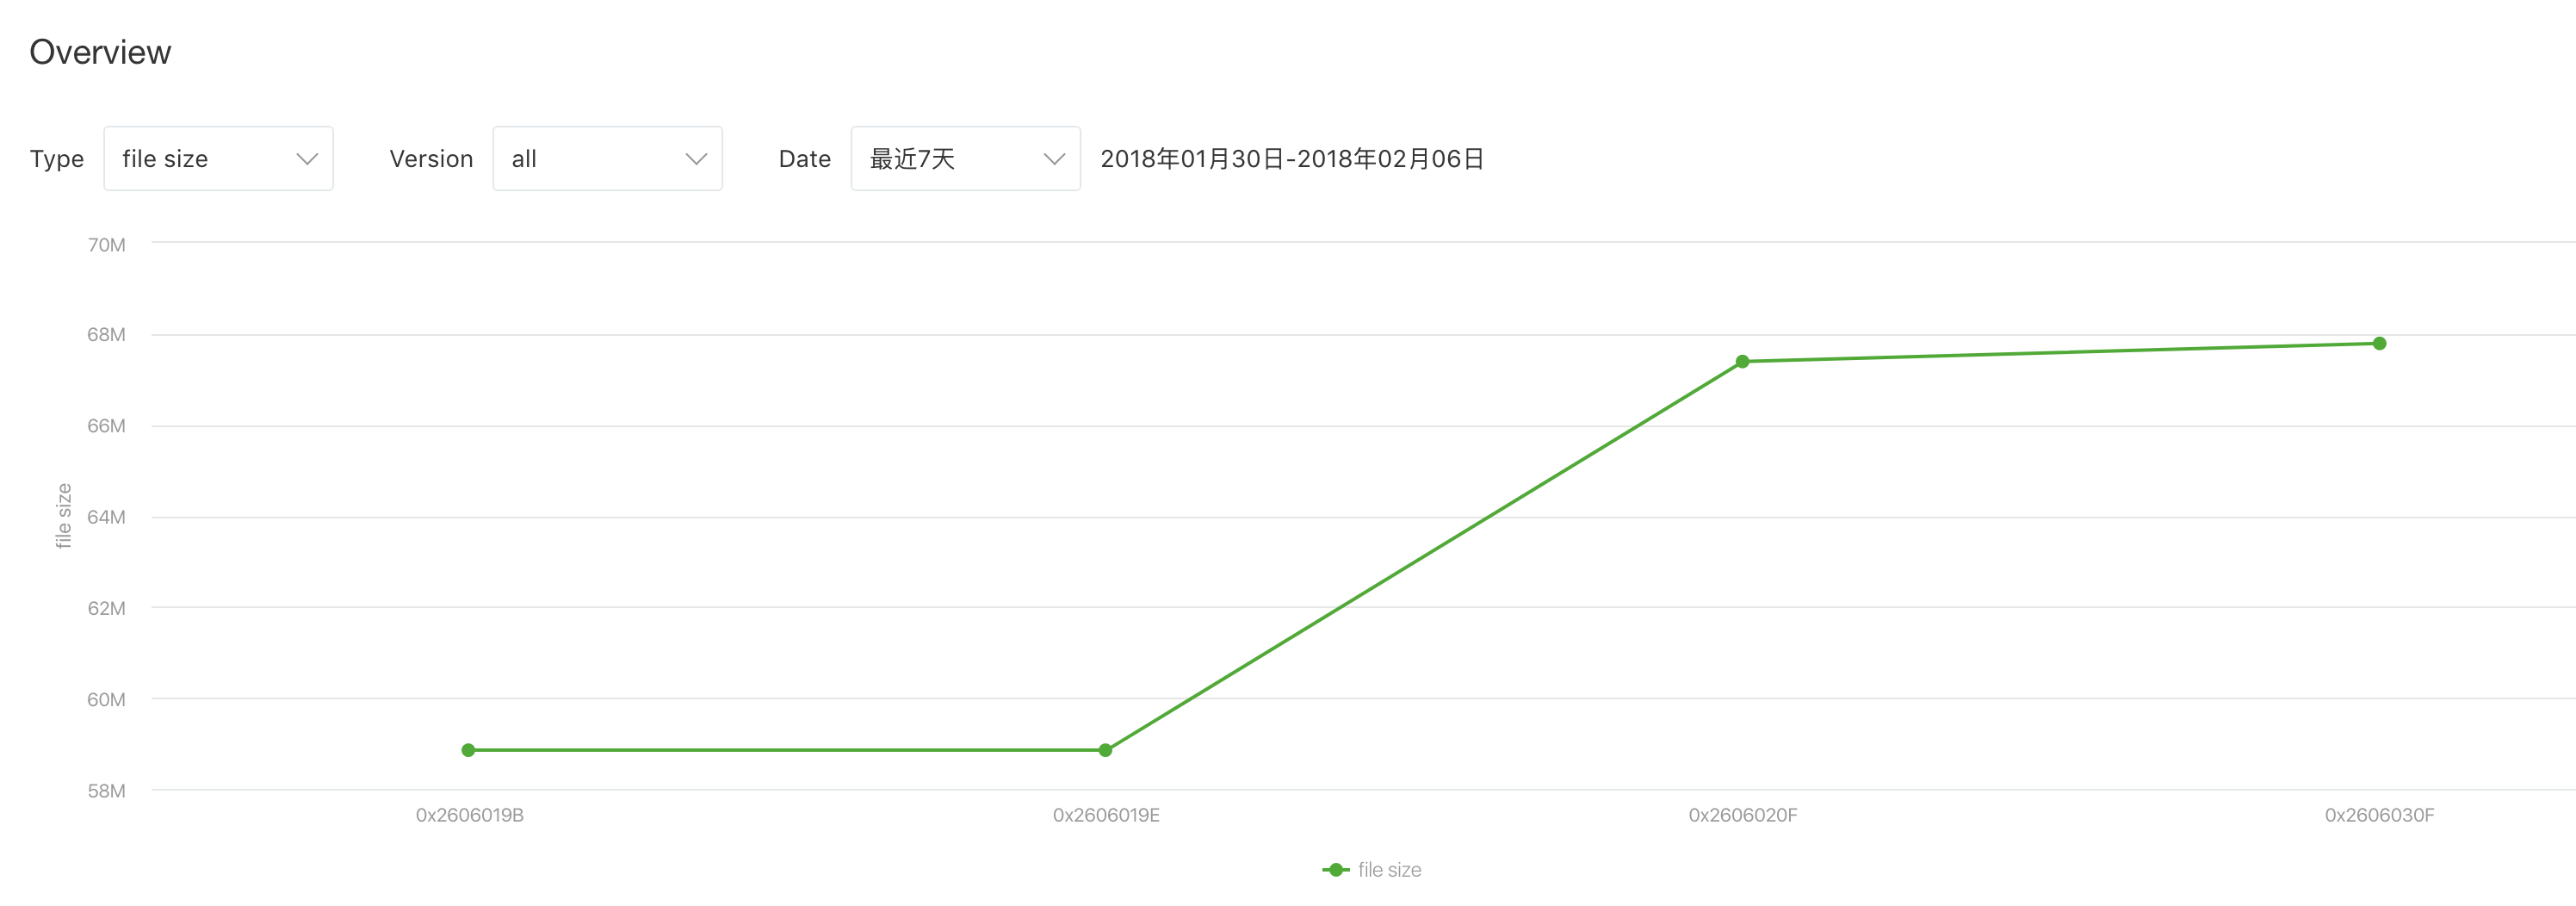 Overview
Type file size Version all Date 最近7天 2018年01月30日-2018年02月06日
70M
68M
66M
file size
64M
62M
60M
58M
0x2606019B 0x2606019E 0x2606020F 0x2606030F
file size